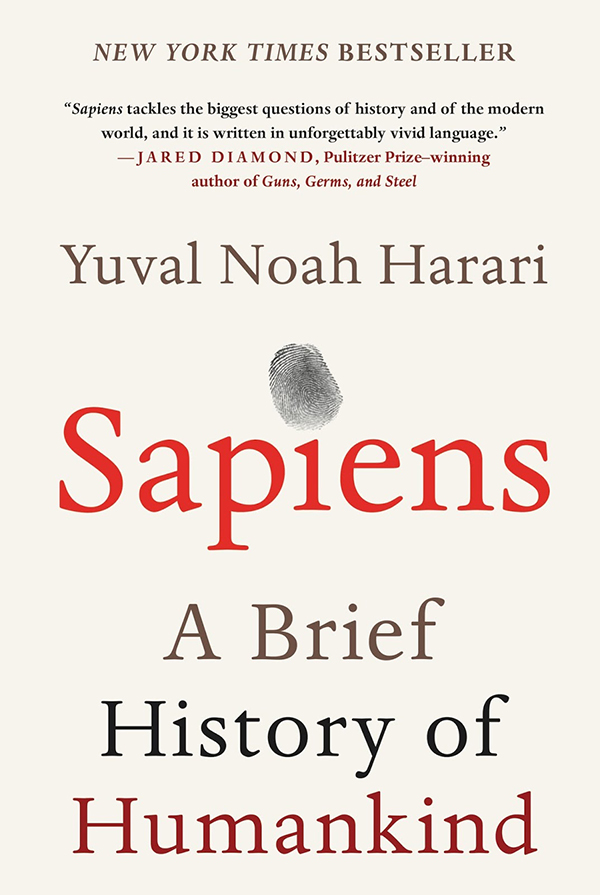 NEW YORK TIMES BESTSELLER
“Sapiens tackles the biggest questions of history and of the modern
world, and it is written in unforgettably vivid language.”
—JARED DIAMOND, Pulitzer Prize–winning
author of Guns, Germs, and Steel
Yuval Noah Harari
Sapiens
A Brief
History of
Humankind